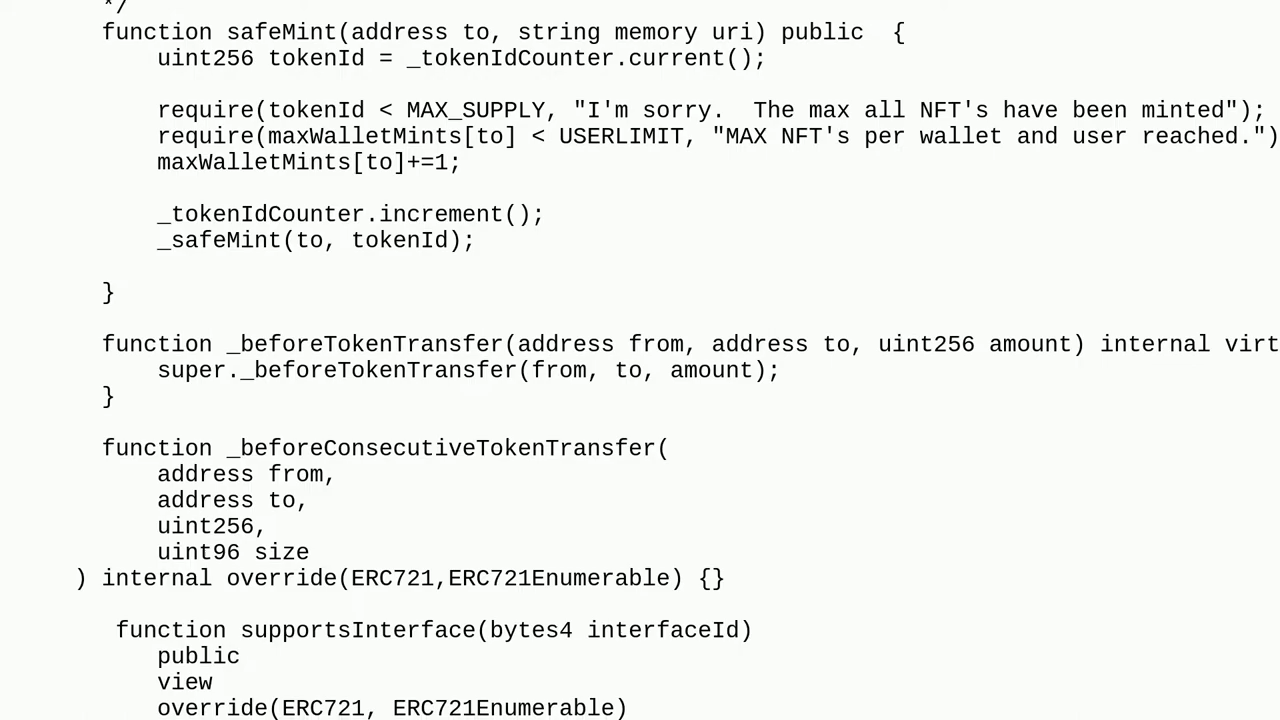 */
function safeMint(address to, string memory uri) public  {
uint256 tokenId = _tokenIdCounter.current();
require(tokenId < MAX_SUPPLY, "I'm sorry.  The max all NFT's have been minted");
require(maxWalletMints[to] < USERLIMIT, "MAX NFT's per wallet and user reached.")
maxWalletMints[to]+=1;
_tokenIdCounter.increment();
_safeMint(to, tokenId);
}
function _beforeTokenTransfer(address from, address to, uint256 amount) internal virt
super._beforeTokenTransfer(from, to, amount);
}
function _beforeConsecutiveTokenTransfer(
address from,
address to,
uint256,
uint96 size
) internal override(ERC721,ERC721Enumerable) {}
function supportsInterface(bytes4 interfaceId)
public
view
override(ERC721, ERC721Enumerable)